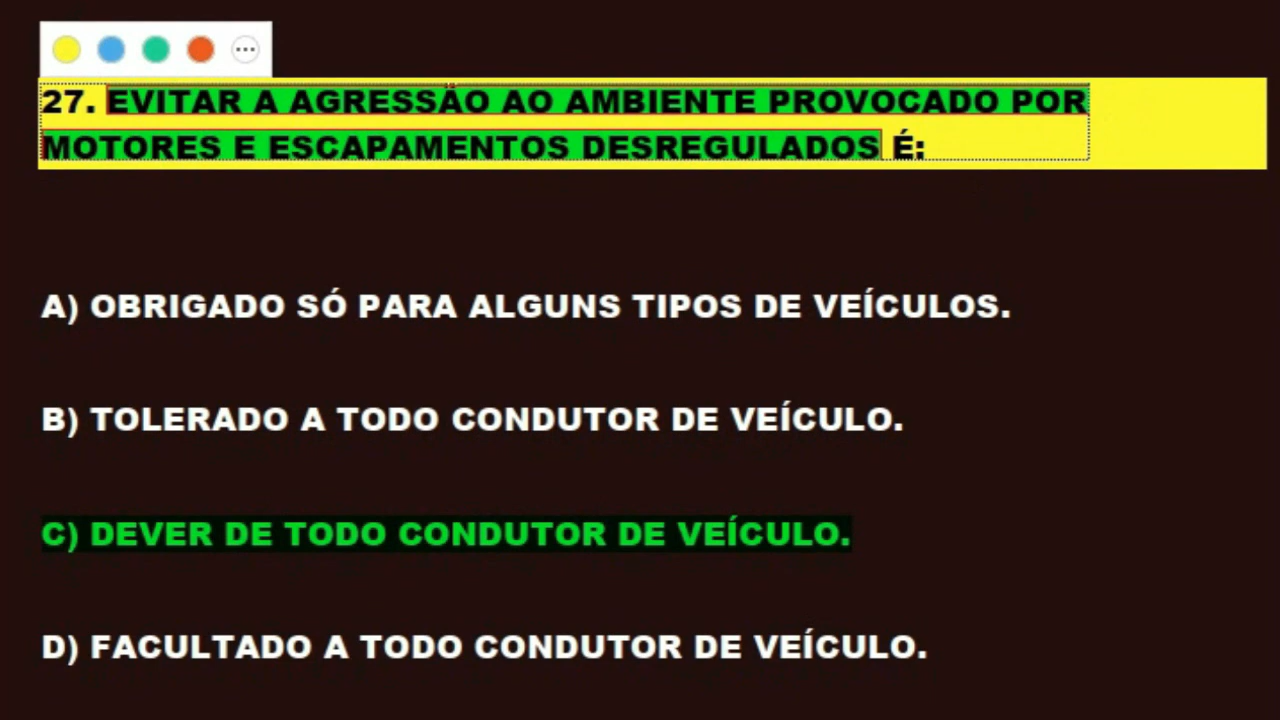 27. EVITAR A AGRESSÃO AO AMBIENTE PROVOCADO POR
MOTORES E ESCAPAMENTOS DESREGULADOS É:
A) OBRIGADO SÓ PARA ALGUNS TIPOS DE VEÍCULOS.
B) TOLERADO A TODO CONDUTOR DE VEÍCULO.
C) DEVER DE TODO CONDUTOR DE VEÍCULO.
D) FACULTADO A TODO CONDUTOR DE VEÍCULO.